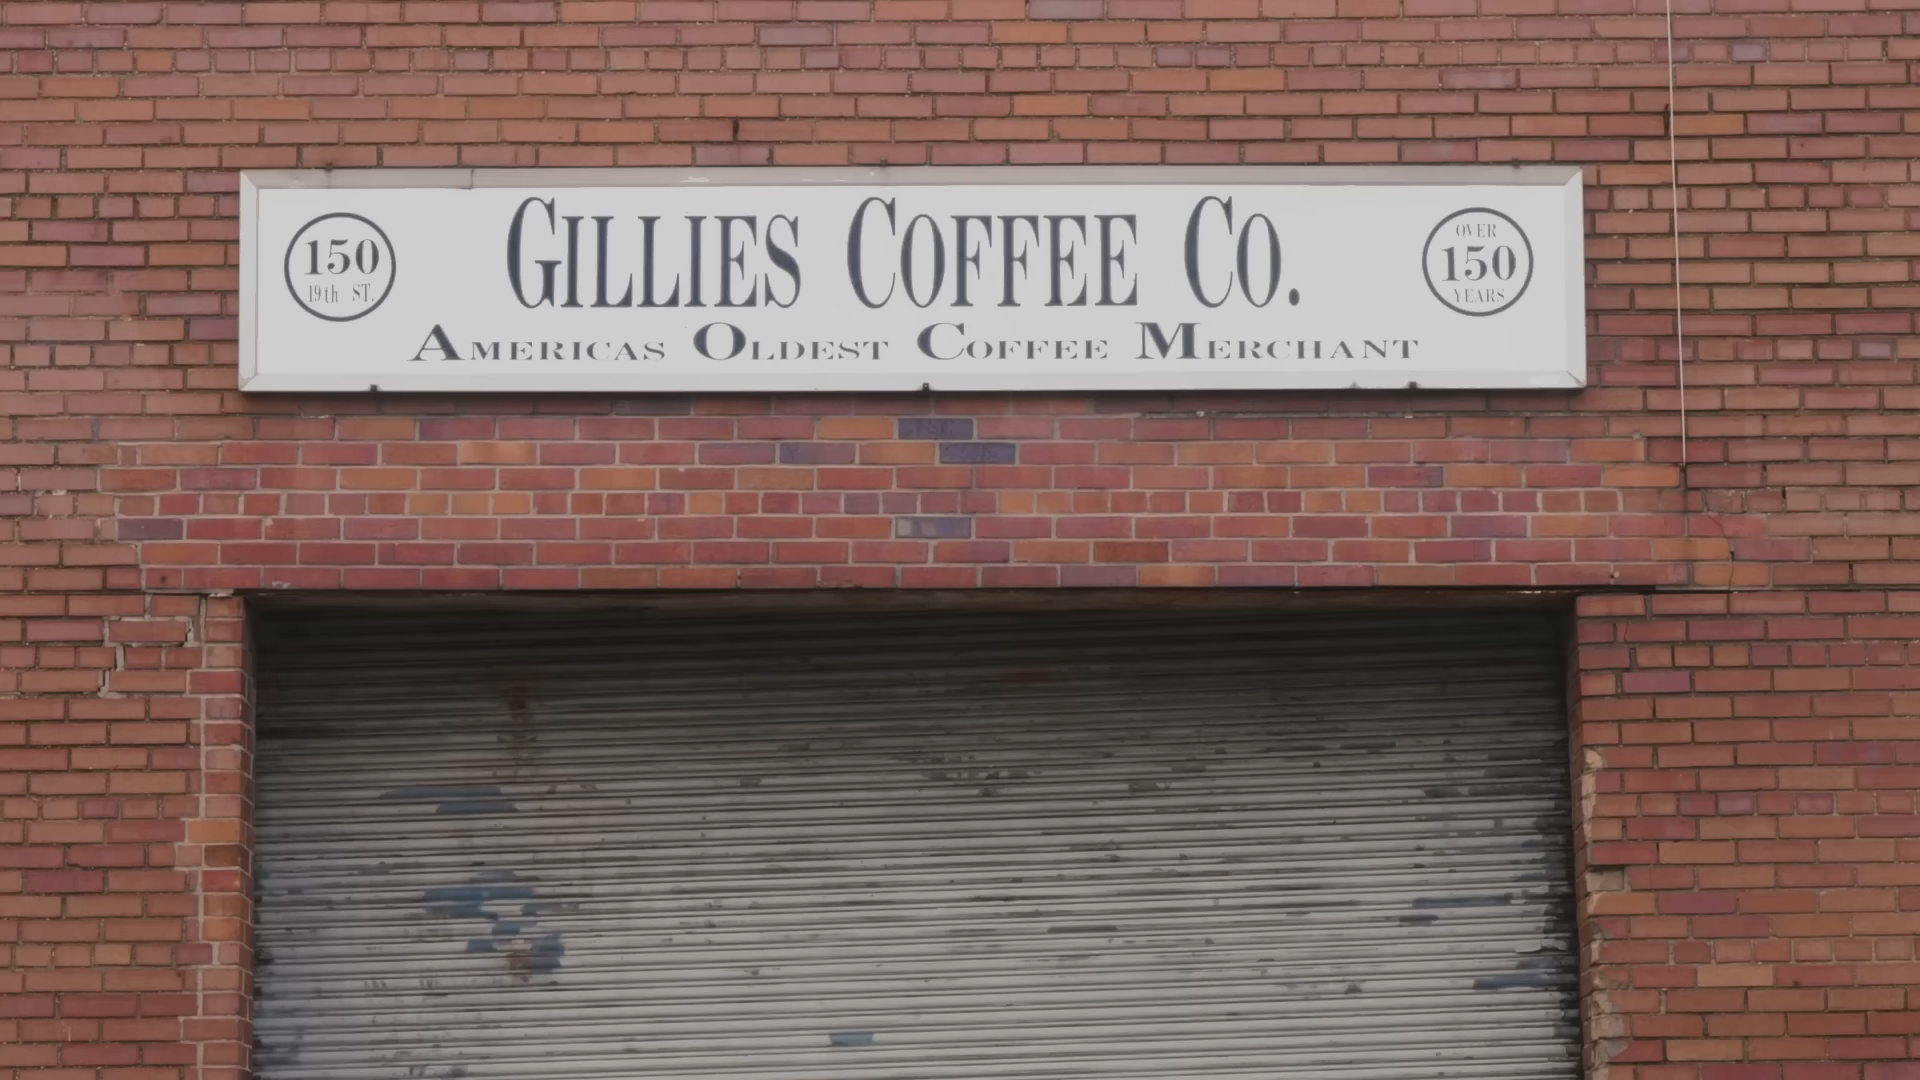 150
19th ST.
GILLIES COFFEE CO.
AMERICAS OLDEST COFFEE MERCHANT
OVER
150
YEARS